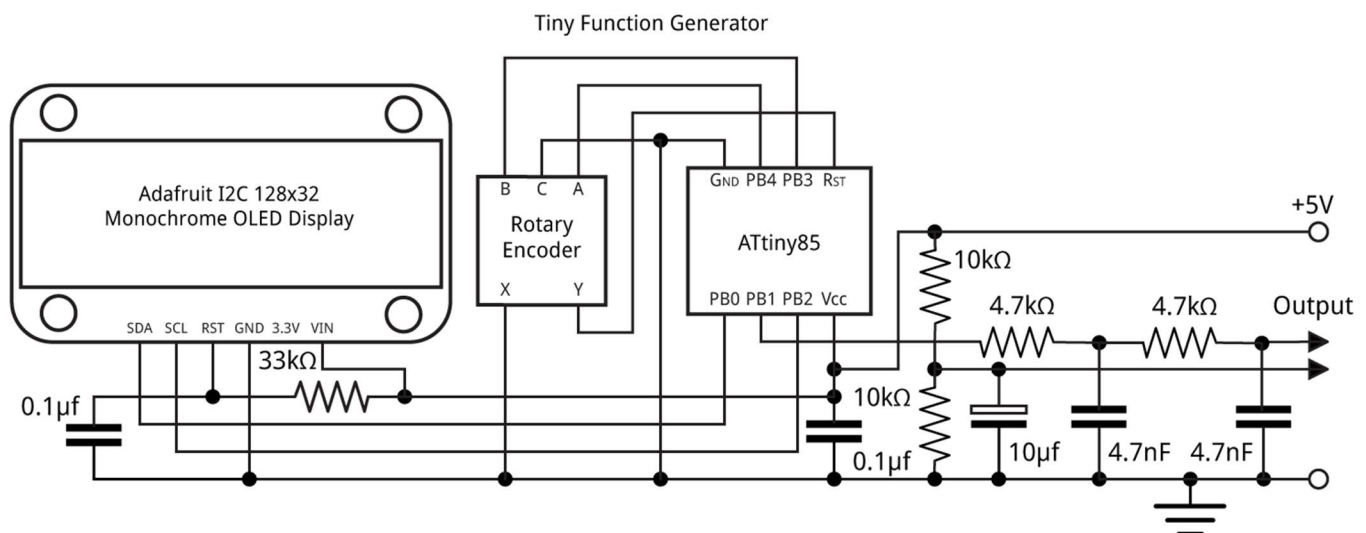 Tiny Function Generator
Adafruit I2C 128x32
Monochrome OLED Display
SDA SCL RST GND 3.3V VIN
33kΩ
0.1µf
B C A
Rotary
Encoder
X Y
GND PB4 PB3 RST
ATtiny85
PB0 PB1 PB2 Vcc
+5V
10kΩ
4.7kΩ
4.7kΩ
Output
10kΩ
0.1µf
10µf
4.7nF
4.7nF